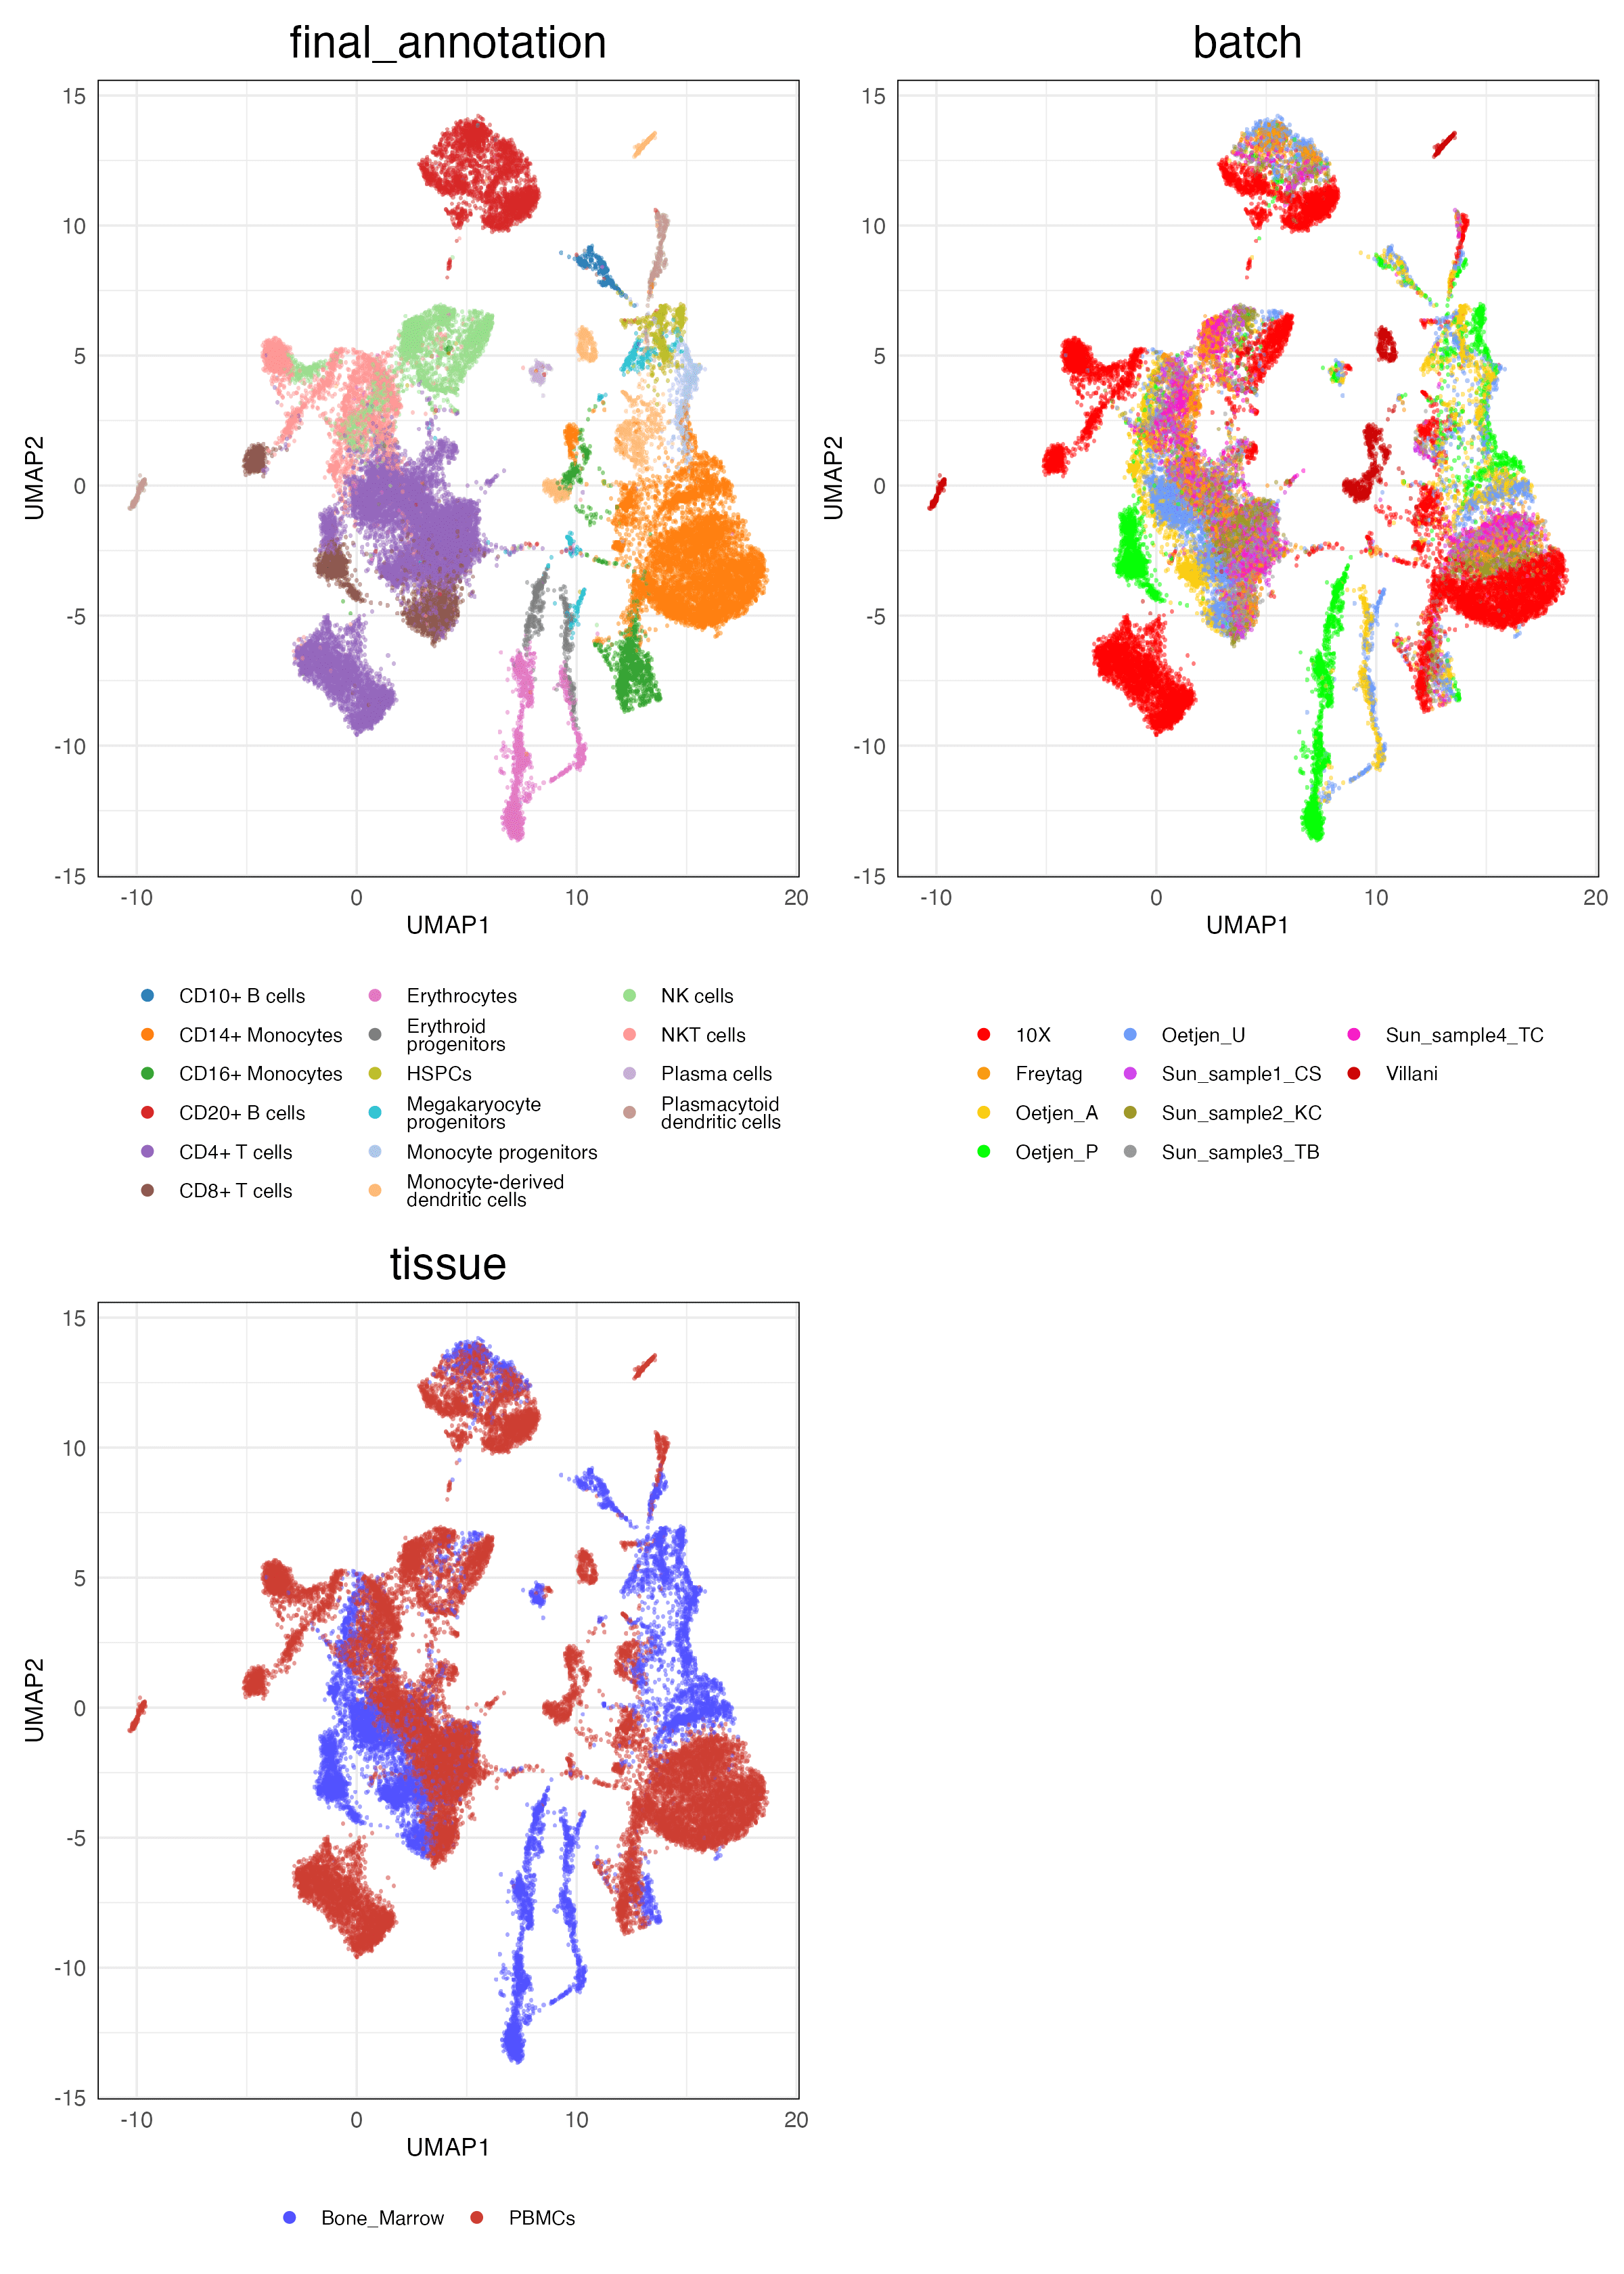 final_annotation
batch
15
10
5
0
-5
-10
-15
UMAP2
-10
0
10
20
UMAP1
15
10
5
0
-5
-10
-15
UMAP2
-10
0
10
20
UMAP1
CD10+ B cells
CD14+ Monocytes
CD16+ Monocytes
CD20+ B cells
CD4+ T cells
CD8+ T cells
Erythrocytes
Erythroid
progenitors
HSPCs
Megakaryocyte
progenitors
Monocyte progenitors
Monocyte-derived
dendritic cells
NK cells
NKT cells
Plasma cells
Plasmacytoid
dendritic cells
10X
Freytag
Oetjen_A
Oetjen_P
Oetjen_U
Sun_sample1_CS
Sun_sample2_KC
Sun_sample3_TB
Sun_sample4_TC
Villani
tissue
15
10
5
0
-5
-10
-15
UMAP2
-10
0
10
20
UMAP1
Bone_Marrow
PBMCs